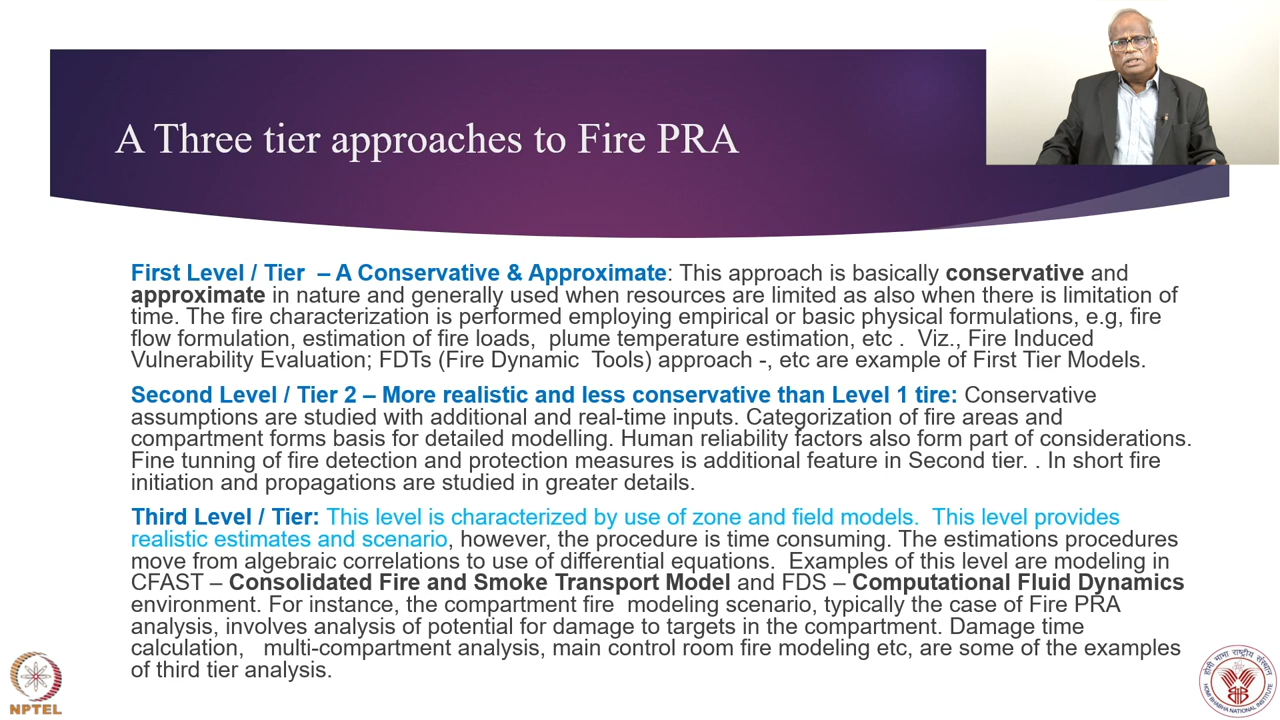 A Three tier approaches to Fire PRA
First Level / Tier – A Conservative & Approximate: This approach is basically conservative and
approximate in nature and generally used when resources are limited as also when there is limitation of
time. The fire characterization is performed employing empirical or basic physical formulations, e.g, fire
flow formulation, estimation of fire loads, plume temperature estimation, etc . Viz., Fire Induced
Vulnerability Evaluation; FDTs (Fire Dynamic Tools) approach -, etc are example of First Tier Models.
Second Level / Tier 2 – More realistic and less conservative than Level 1 tire: Conservative
assumptions are studied with additional and real-time inputs. Categorization of fire areas and
compartment forms basis for detailed modelling. Human reliability factors also form part of considerations.
Fine tunning of fire detection and protection measures is additional feature in Second tier. . In short fire
initiation and propagations are studied in greater details.
Third Level / Tier: This level is characterized by use of zone and field models. This level provides
realistic estimates and scenario, however, the procedure is time consuming. The estimations procedures
move from algebraic correlations to use of differential equations. Examples of this level are modeling in
CFAST – Consolidated Fire and Smoke Transport Model and FDS – Computational Fluid Dynamics
environment. For instance, the compartment fire modeling scenario, typically the case of Fire PRA
analysis, involves analysis of potential for damage to targets in the compartment. Damage time
calculation, multi-compartment analysis, main control room fire modeling etc, are some of the examples
of third tier analysis.
NPTEL
होमी भाभा राष्ट्रीय संस्थान
HOMI BHABHA NATIONAL INSTITUTE